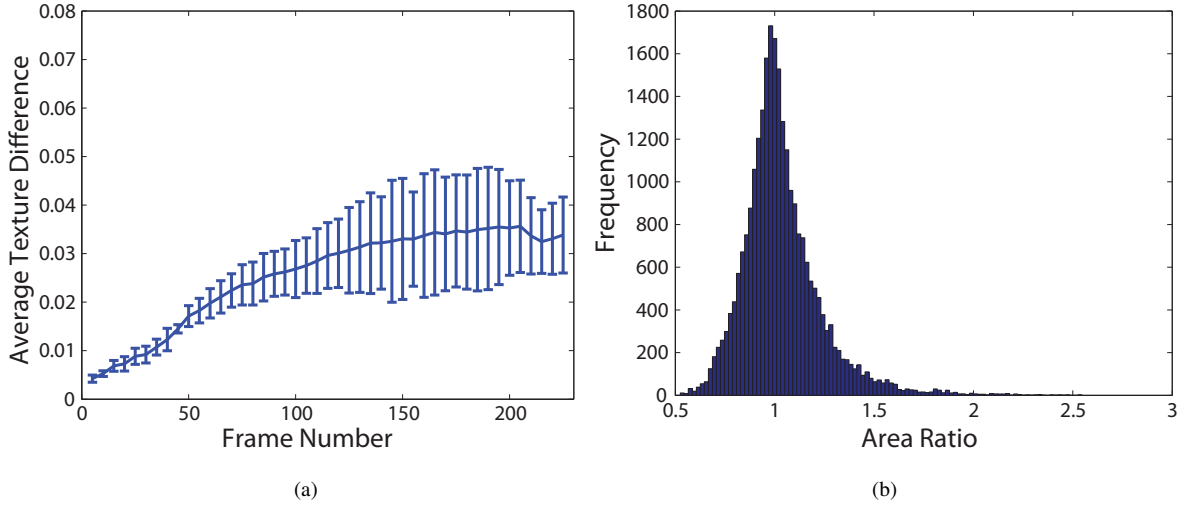 0.08
0.07
0.06
0.05
0.04
0.03
0.02
0.01
0
Average Texture Difference
0 50 100 150 200
Frame Number
(a)
1800
1600
1400
1200
1000
800
600
400
200
0
Frequency
0.5 1 1.5 2 2.5 3
Area Ratio
(b)